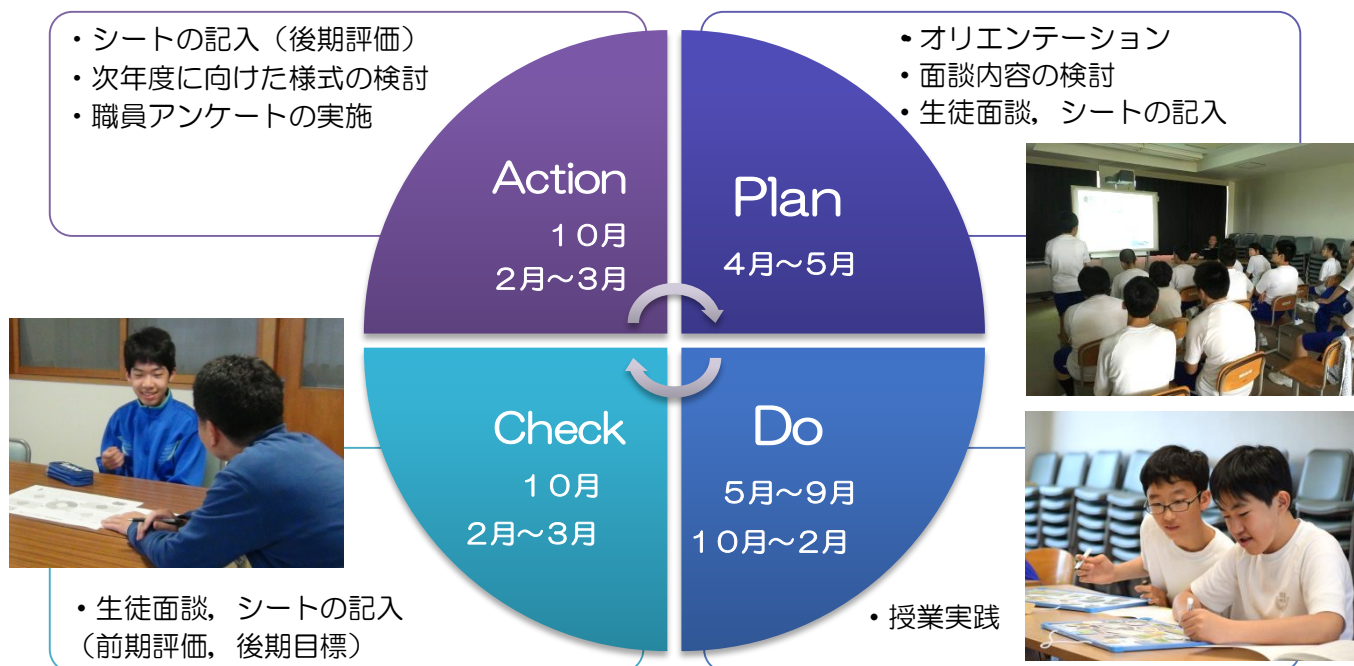 ・シートの記入（後期評価）
・次年度に向けた様式の検討
・職員アンケートの実施
・オリエンテーション
・面談内容の検討
・生徒面談，シートの記入
Action
１０月
２月～３月
Plan
４月～５月
Check
１０月
２月～３月
Do
５月～９月
１０月～２月
・生徒面談，シートの記入
（前期評価，後期目標）
・授業実践